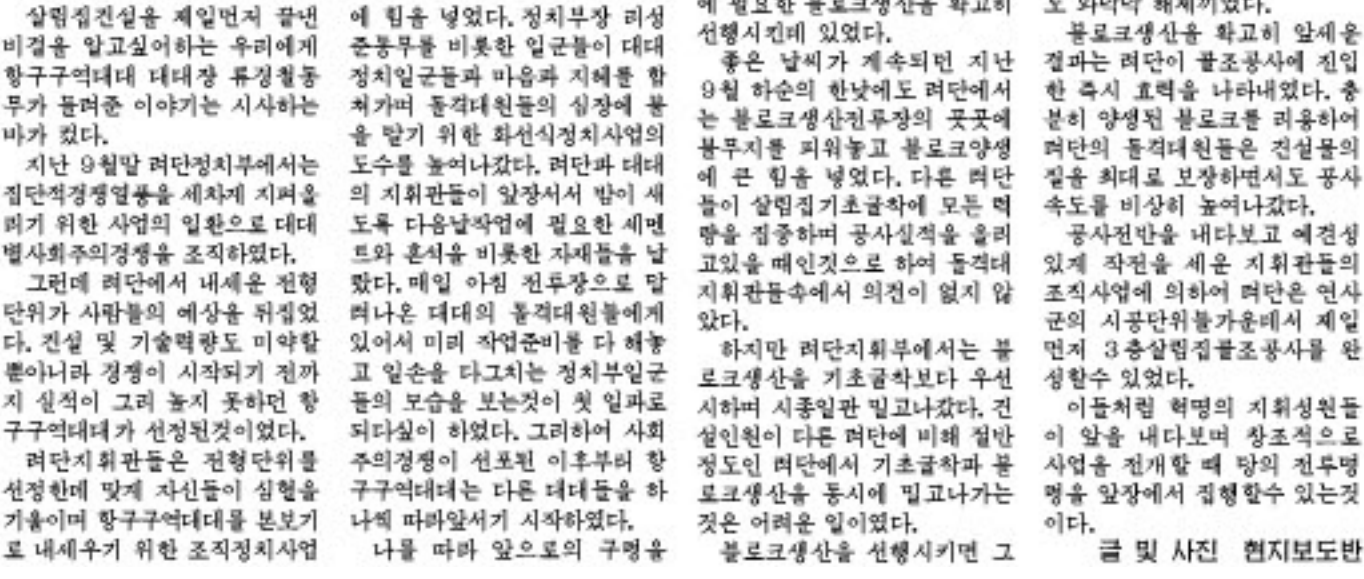 살림집건설을 제일먼저 끝낸
비결을 알고싶어하는 우리에게
항구구역대대 대대장 류경철동
무가 들려준 이야기는 시사하는
바가 컸다.
지난 9월말 려단정치부에서는
집단적경쟁열풍을 세차게 지펴올
리기 위한 사업의 일환으로 대대
별사회주의경쟁을 조직하였다.
그런데 려단에서 내세운 전형
단위가 사람들의 예상을 뒤집었
다. 건설 및 기술력량도 미약할
뿐아니라 경쟁이 시작되기 전까
지 실적이 그리 높지 못하던 항
구구역대대가 선정된것이였다.
려단지휘관들은 전형단위를
선정한데 맞게 자신들이 심혈을
기울이며 항구구역대대를 본보기
로 내세우기 위한 조직정치사업
에 힘을 넣었다. 정치부장 리성
준동무를 비롯한 일군들이 대대
정치일군들과 마음과 지혜를 합
쳐가며 돌격대원들의 심장에 불
을 달기 위한 화선식정치사업의
도수를 높여나갔다. 려단과 대대
의 지휘관들이 앞장서서 밤이 새
도록 다음날작업에 필요한 세멘
트와 혼석을 비롯한 자재들을 날
랐다. 매일 아침 전투장으로 달
려나온 대대의 돌격대원들에게
있어서 미리 작업준비를 다 해놓
고 일손을 다그치는 정치부일군
들의 모습을 보는것이 첫 일과로
되다싶이 하였다. 그리하여 사회
주의경쟁이 선포된 이후부터 항
구구역대대는 다른 대대들을 하
나씩 따라앞서기 시작하였다.
나를 따라 앞으로의 구령을
에 필요한 블로크생산을 확고히
선행시킨데 있었다.
좋은 날씨가 계속되던 지난
9월 하순의 한낮에도 려단에서
는 블로크생산전투장의 곳곳에
불무지를 피워놓고 블로크양생
에 큰 힘을 넣었다. 다른 려단
들이 살림집기초굴착에 모든 력
량을 집중하며 공사실적을 올리
고있을 때인것으로 하여 돌격대
지휘관들속에서 의견이 없지 않
았다.
하지만 려단지휘부에서는 블
로크생산을 기초굴착보다 우선
시하며 시종일관 밀고나갔다. 건
설인원이 다른 려단에 비해 절반
정도인 려단에서 기초굴착과 블
로크생산을 동시에 밀고나가는
것은 어려운 일이였다.
블로크생산을 선행시키면 그
도 와닥닥 해제끼였다.
블로크생산을 확고히 앞세운
결과는 려단이 골조공사에 진입
한 즉시 효력을 나타내였다. 충
분히 양생된 블로크를 리용하여
려단의 돌격대원들은 건설물의
질을 최대로 보장하면서도 공사
속도를 비상히 높여나갔다.
공사전반을 내다보고 예견성
있게 작전을 세운 지휘관들의
조직사업에 의하여 려단은 연사
군의 시공단위들가운데서 제일
먼저 3층살림집골조공사를 완
성할수 있었다.
이들처럼 혁명의 지휘성원들
이 앞을 내다보며 창조적으로
사업을 전개할 때 당의 전투명
령을 앞장에서 집행할수 있는것
이다.
글 및 사진 현지보도반